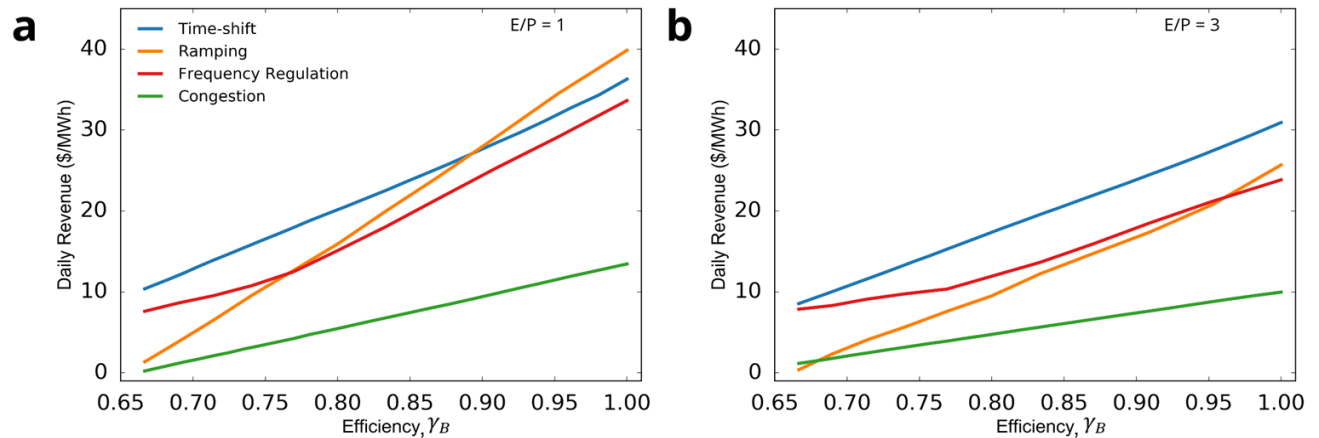 a
E/P = 1
Time-shift
Ramping
Frequency Regulation
Congestion
Daily Revenue ($/MWh)
40
30
20
10
0
0.65 0.70 0.75 0.80 0.85 0.90 0.95 1.00
Efficiency, γB
b
E/P = 3
Daily Revenue ($/MWh)
40
30
20
10
0
0.65 0.70 0.75 0.80 0.85 0.90 0.95 1.00
Efficiency, γB